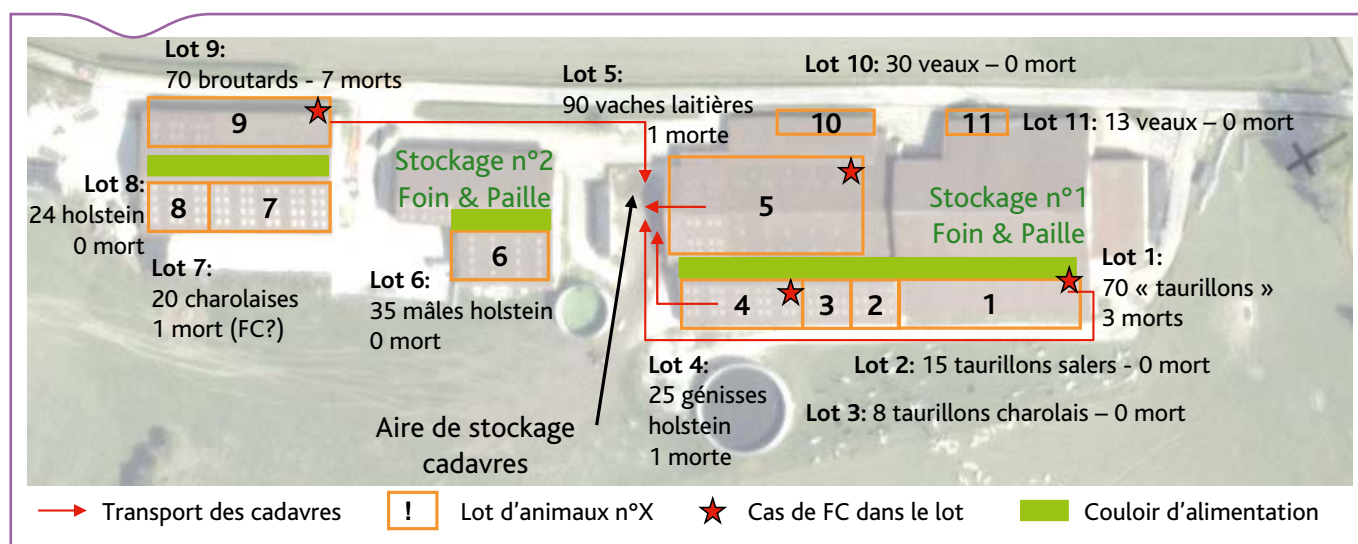 Lot 9:
70 broutards - 7 morts
Lot 5:
90 vaches laitières
1 morte
Lot 10: 30 veaux – 0 mort
9
10
11
Lot 11: 13 veaux – 0 mort
Stockage n°2
Foin & Paille
Lot 8:
24 holstein
0 mort
8
7
5
Stockage n°1
Foin & Paille
6
Lot 7:
20 charolaises
1 mort (FC?)
Lot 6:
35 mâles holstein
0 mort
4
3
2
1
Lot 1:
70 « taurillons »
3 morts
Lot 4:
25 génisses
holstein
1 morte
Lot 2: 15 taurillons salers - 0 mort
Lot 3: 8 taurillons charolais – 0 mort
Aire de stockage
cadavres
Transport des cadavres
! Lot d'animaux n°X
Cas de FC dans le lot
Couloir d'alimentation